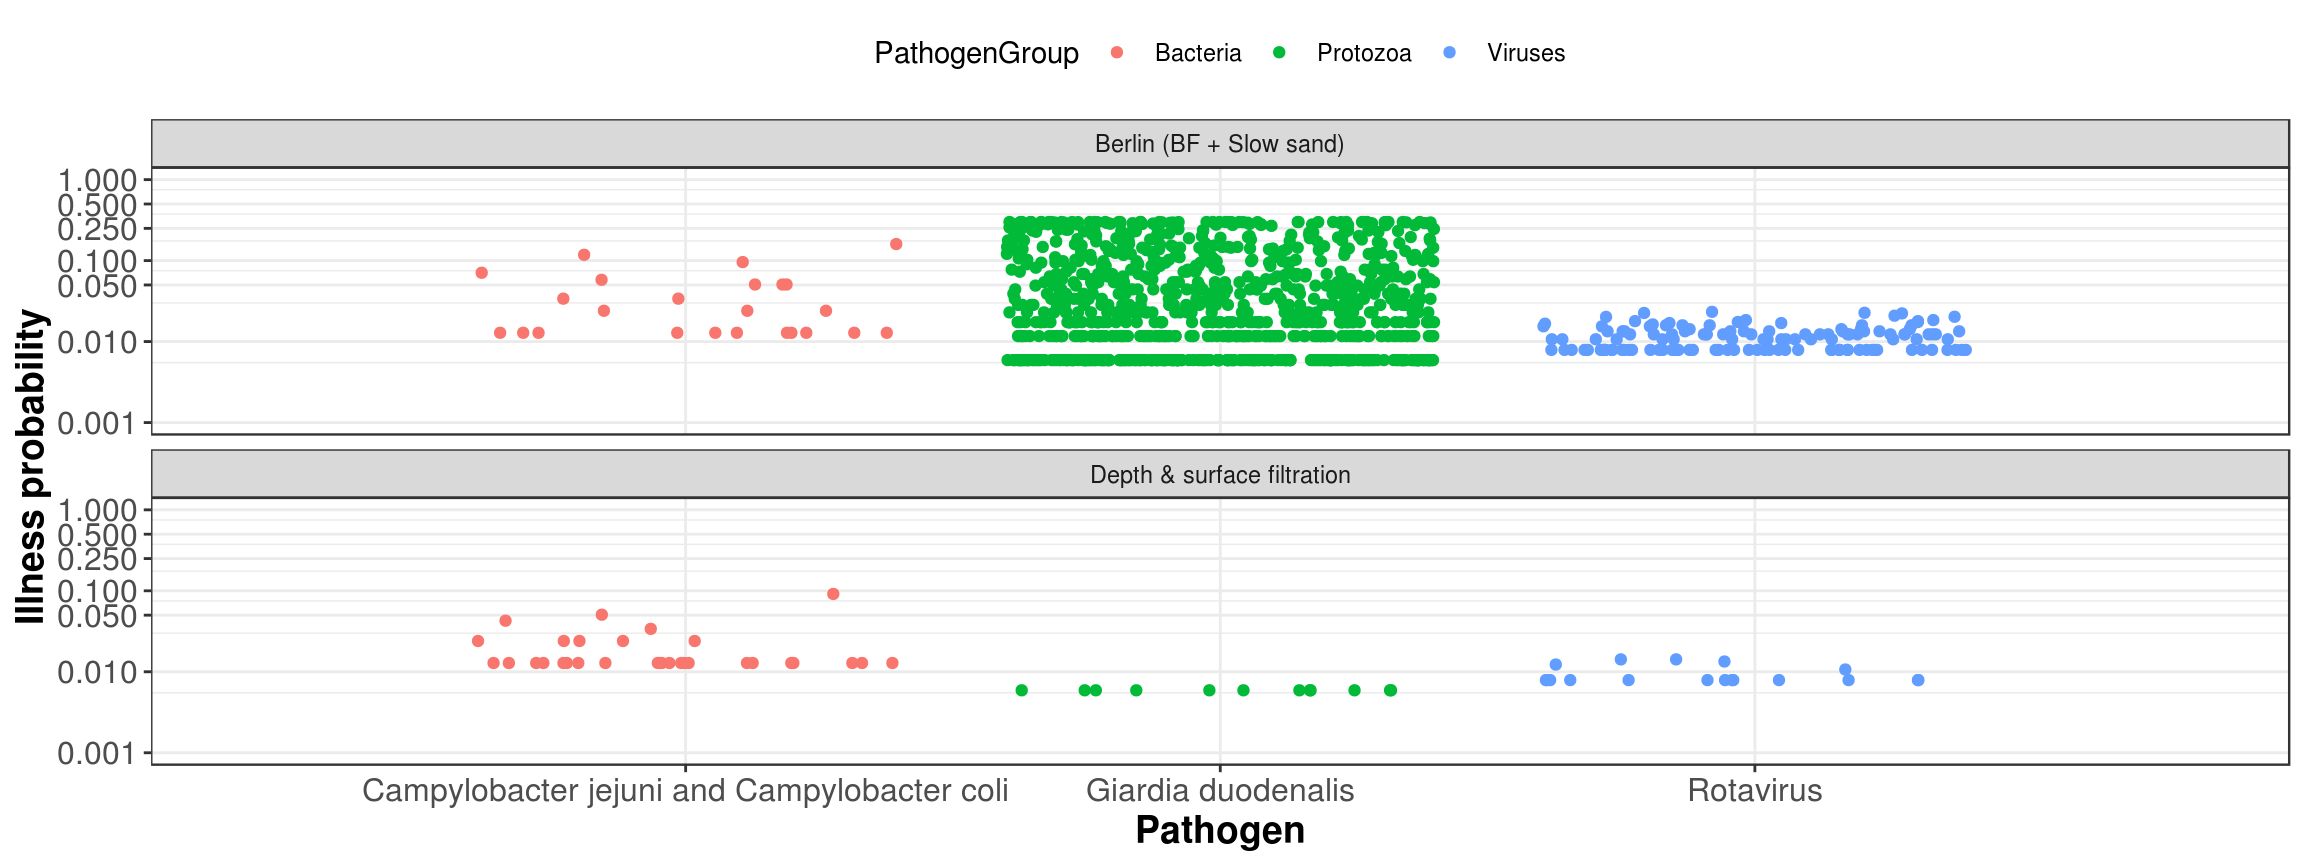 PathogenGroup Bacteria Protozoa Viruses
Berlin (BF + Slow sand)
1.000
0.500
0.250
0.100
0.050
0.010
0.001
Illness probability
Depth & surface filtration
1.000
0.500
0.250
0.100
0.050
0.010
0.001
Campylobacter jejuni and Campylobacter coli Giardia duodenalis Rotavirus
Pathogen